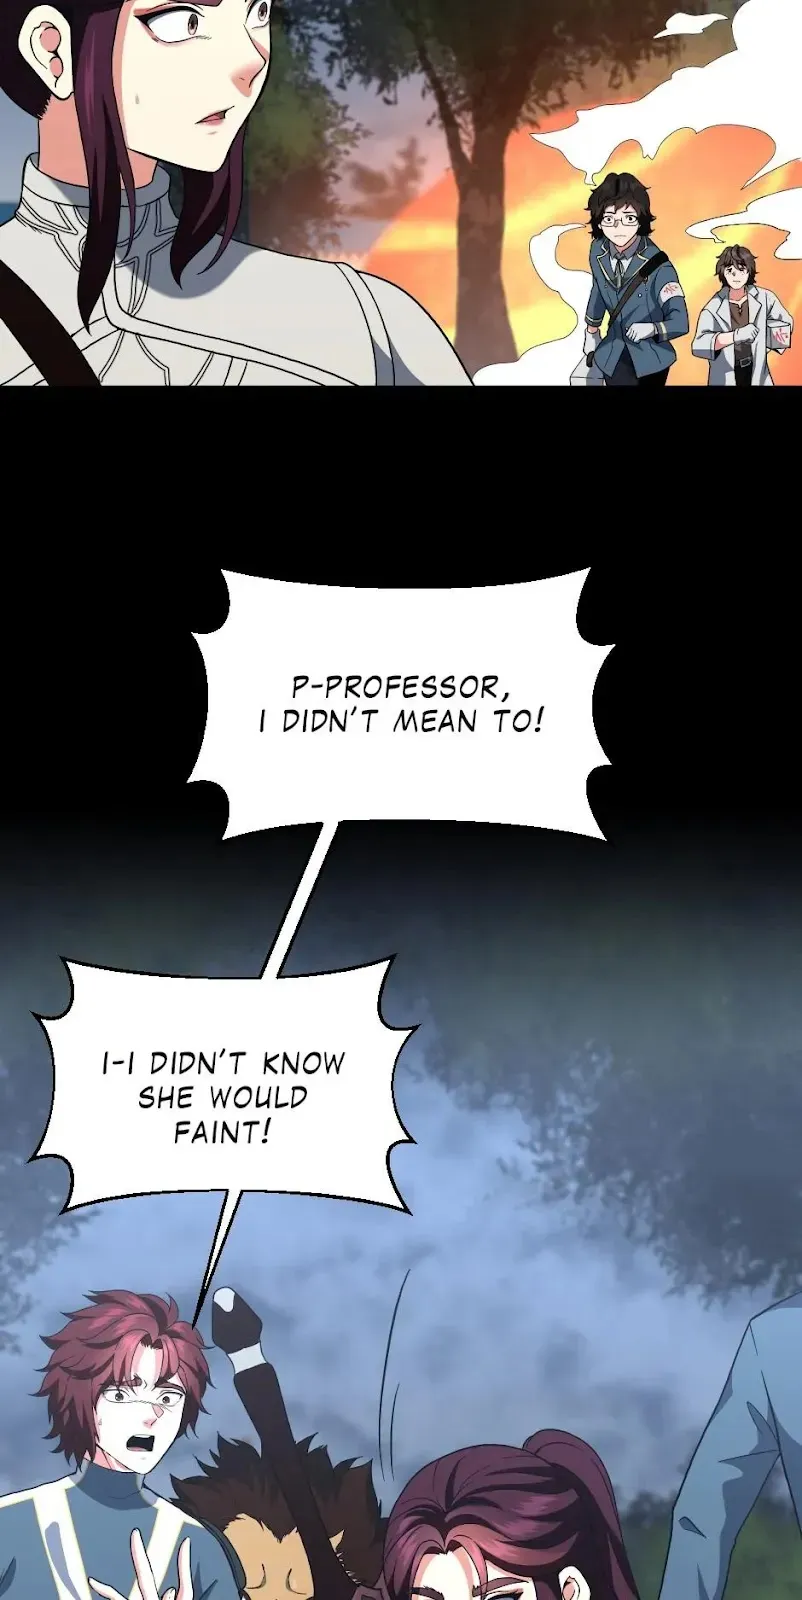 P-PROFESSOR,
I DIDN'T MEAN TO!
I-I DIDN'T KNOW
SHE WOULD
FAINT!